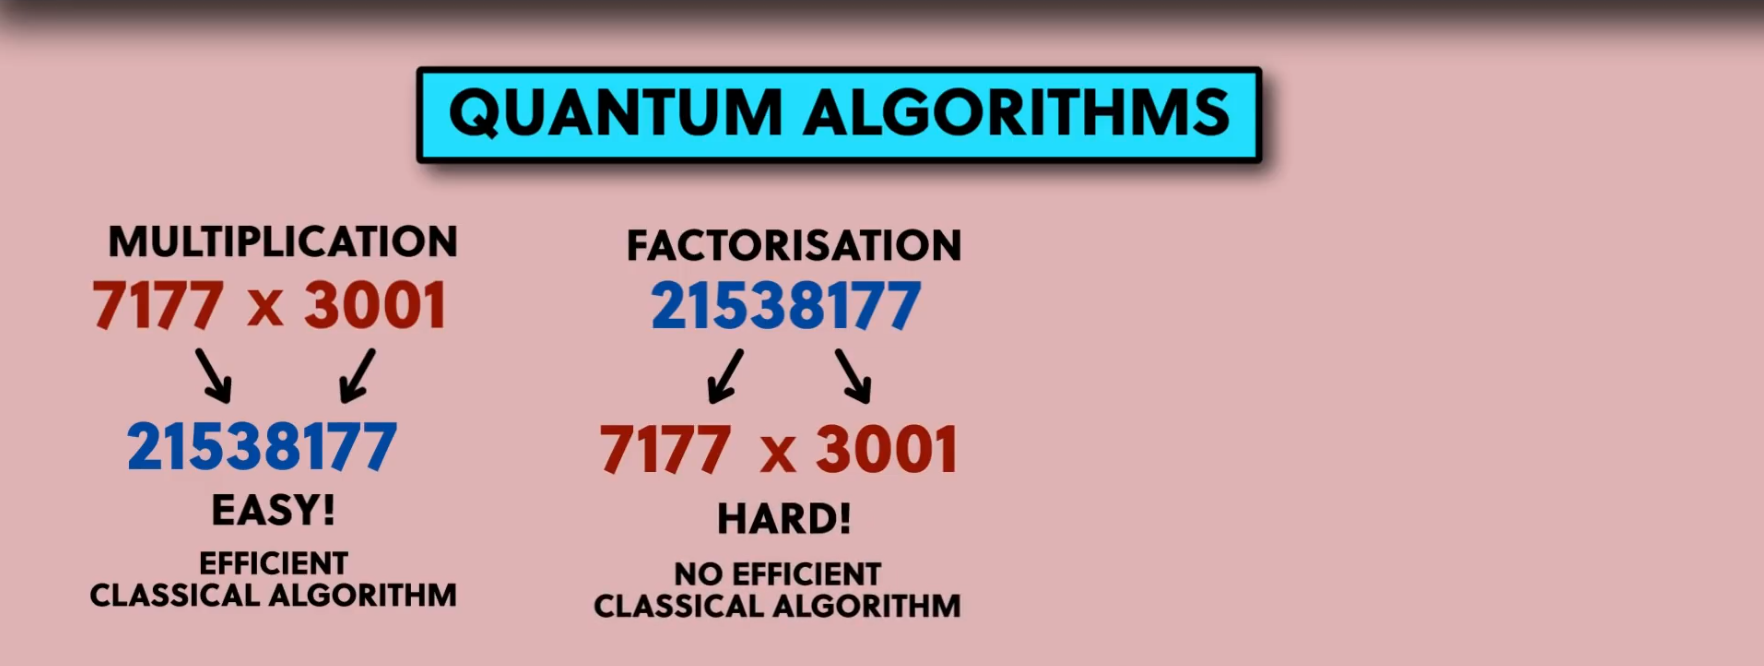 QUANTUM ALGORITHMS
MULTIPLICATION
7177 x 3001
21538177
EASY!
EFFICIENT
CLASSICAL ALGORITHM
FACTORISATION
21538177
7177 x 3001
HARD!
NO EFFICIENT
CLASSICAL ALGORITHM